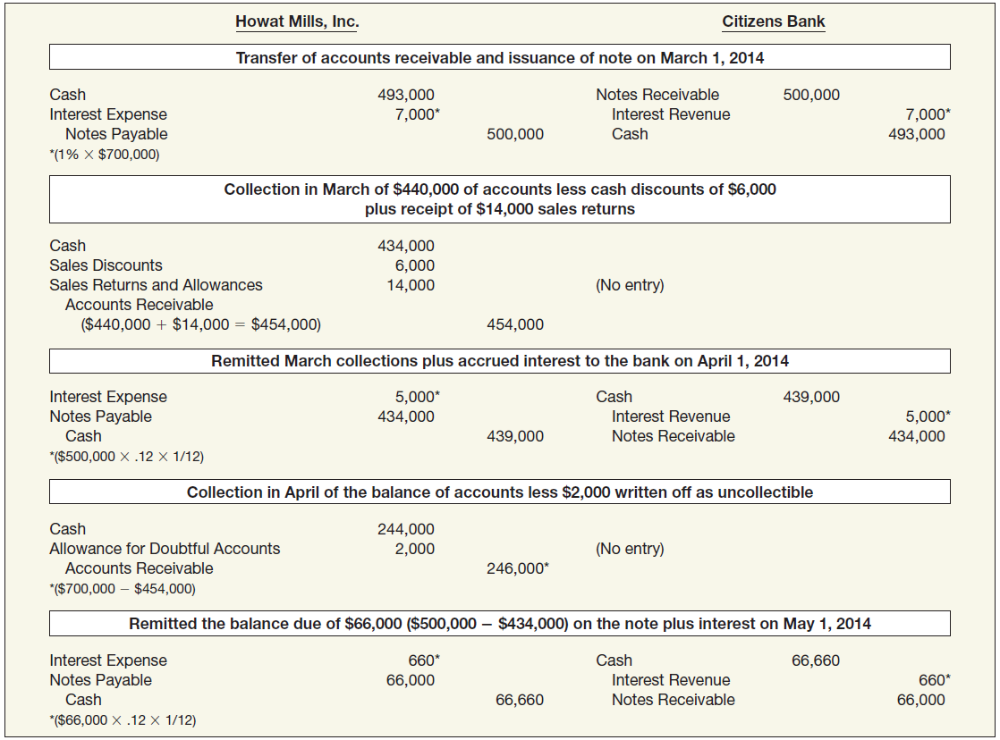 Howat Mills, Inc. Citizens Bank
Transfer of accounts receivable and issuance of note on March 1, 2014
Cash 493,000 Notes Receivable 500,000
Interest Expense 7,000* Interest Revenue 7,000*
Notes Payable 500,000 Cash 493,000
*(1% × $700,000)
Collection in March of $440,000 of accounts less cash discounts of $6,000
plus receipt of $14,000 sales returns
Cash 434,000
Sales Discounts 6,000
Sales Returns and Allowances 14,000 (No entry)
Accounts Receivable
($440,000 + $14,000 = $454,000) 454,000
Remitted March collections plus accrued interest to the bank on April 1, 2014
Interest Expense 5,000* Cash 439,000
Notes Payable 434,000 Interest Revenue 5,000*
Cash 439,000 Notes Receivable 434,000
*($500,000 × .12 × 1/12)
Collection in April of the balance of accounts less $2,000 written off as uncollectible
Cash 244,000
Allowance for Doubtful Accounts 2,000 (No entry)
Accounts Receivable 246,000*
*($700,000 − $454,000)
Remitted the balance due of $66,000 ($500,000 − $434,000) on the note plus interest on May 1, 2014
Interest Expense 660* Cash 66,660
Notes Payable 66,000 Interest Revenue 660*
Cash 66,660 Notes Receivable 66,000
*($66,000 × .12 × 1/12)